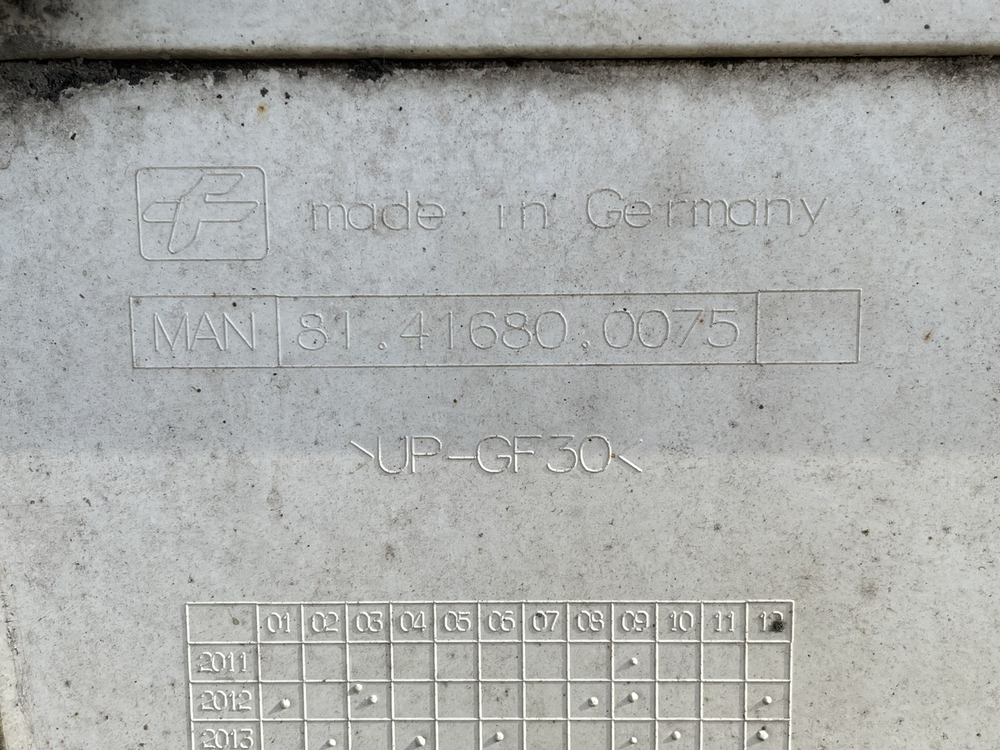 made in Germany
MAN 81.41680.0075
>UP-GF30<
01 02 03 04 05 06 07 08 09 10 11 12
2011
2012
2013